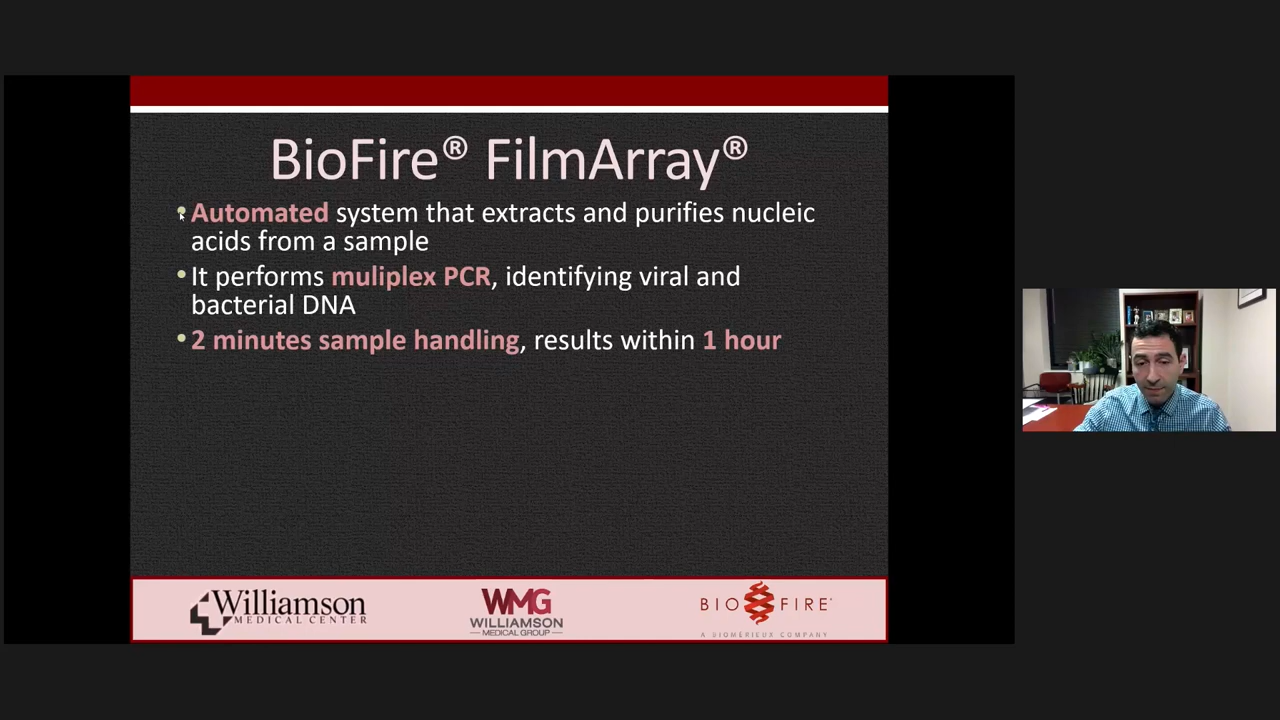 BioFire® FilmArray®
• Automated system that extracts and purifies nucleic
acids from a sample
• It performs muliplex PCR, identifying viral and
bacterial DNA
• 2 minutes sample handling, results within 1 hour
Williamson
MEDICAL CENTER
WMG
WILLIAMSON
MEDICAL GROUP
BIO FIRE
A BIOMÉRIEUX COMPANY